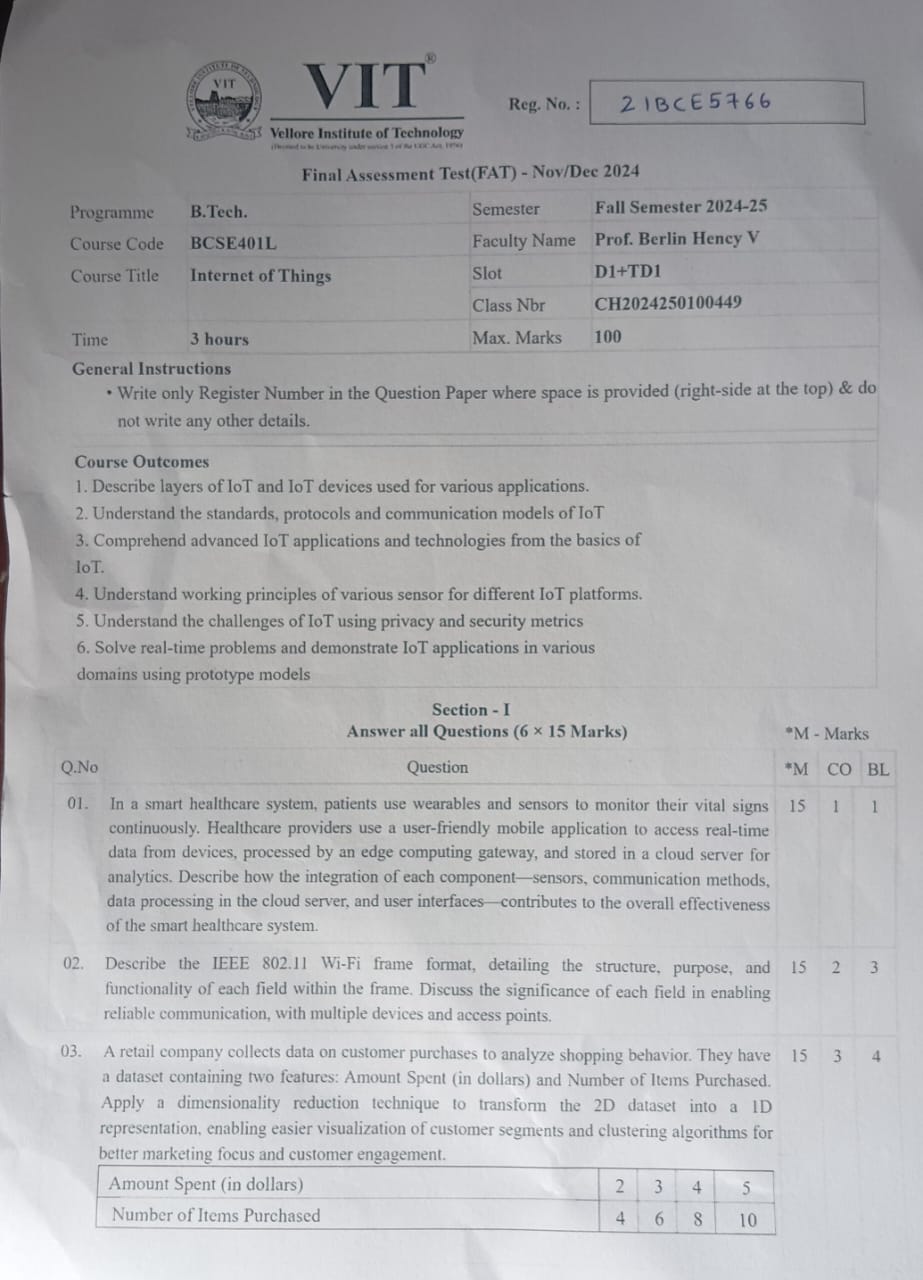 VIT®
VIT
Vellore Institute of Technology
(Deemed to be University under section 3 of the UGC Act, 1956)
Reg. No. : 21BCE5766
Final Assessment Test(FAT) - Nov/Dec 2024
Programme B.Tech. Semester Fall Semester 2024-25
Course Code BCSE401L Faculty Name Prof. Berlin Hency V
Course Title Internet of Things Slot D1+TD1
Class Nbr CH2024250100449
Time 3 hours Max. Marks 100
General Instructions
• Write only Register Number in the Question Paper where space is provided (right-side at the top) & do
not write any other details.
Course Outcomes
1. Describe layers of IoT and IoT devices used for various applications.
2. Understand the standards, protocols and communication models of IoT
3. Comprehend advanced IoT applications and technologies from the basics of
IoT.
4. Understand working principles of various sensor for different IoT platforms.
5. Understand the challenges of IoT using privacy and security metrics
6. Solve real-time problems and demonstrate IoT applications in various
domains using prototype models
Section - I
Answer all Questions (6 × 15 Marks)
*M - Marks
Q.No Question *M CO BL
01. In a smart healthcare system, patients use wearables and sensors to monitor their vital signs 15 1 1
continuously. Healthcare providers use a user-friendly mobile application to access real-time
data from devices, processed by an edge computing gateway, and stored in a cloud server for
analytics. Describe how the integration of each component—sensors, communication methods,
data processing in the cloud server, and user interfaces—contributes to the overall effectiveness
of the smart healthcare system.
02. Describe the IEEE 802.11 Wi-Fi frame format, detailing the structure, purpose, and 15 2 3
functionality of each field within the frame. Discuss the significance of each field in enabling
reliable communication, with multiple devices and access points.
03. A retail company collects data on customer purchases to analyze shopping behavior. They have 15 3 4
a dataset containing two features: Amount Spent (in dollars) and Number of Items Purchased.
Apply a dimensionality reduction technique to transform the 2D dataset into a 1D
representation, enabling easier visualization of customer segments and clustering algorithms for
better marketing focus and customer engagement.
Amount Spent (in dollars) 2 3 4 5
Number of Items Purchased 4 6 8 10